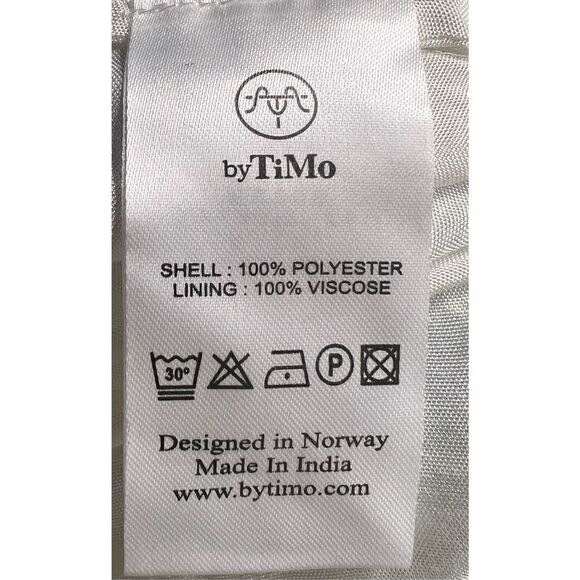 byTiMo
SHELL : 100% POLYESTER
LINING : 100% VISCOSE
30° P
Designed in Norway
Made In India
www.bytimo.com